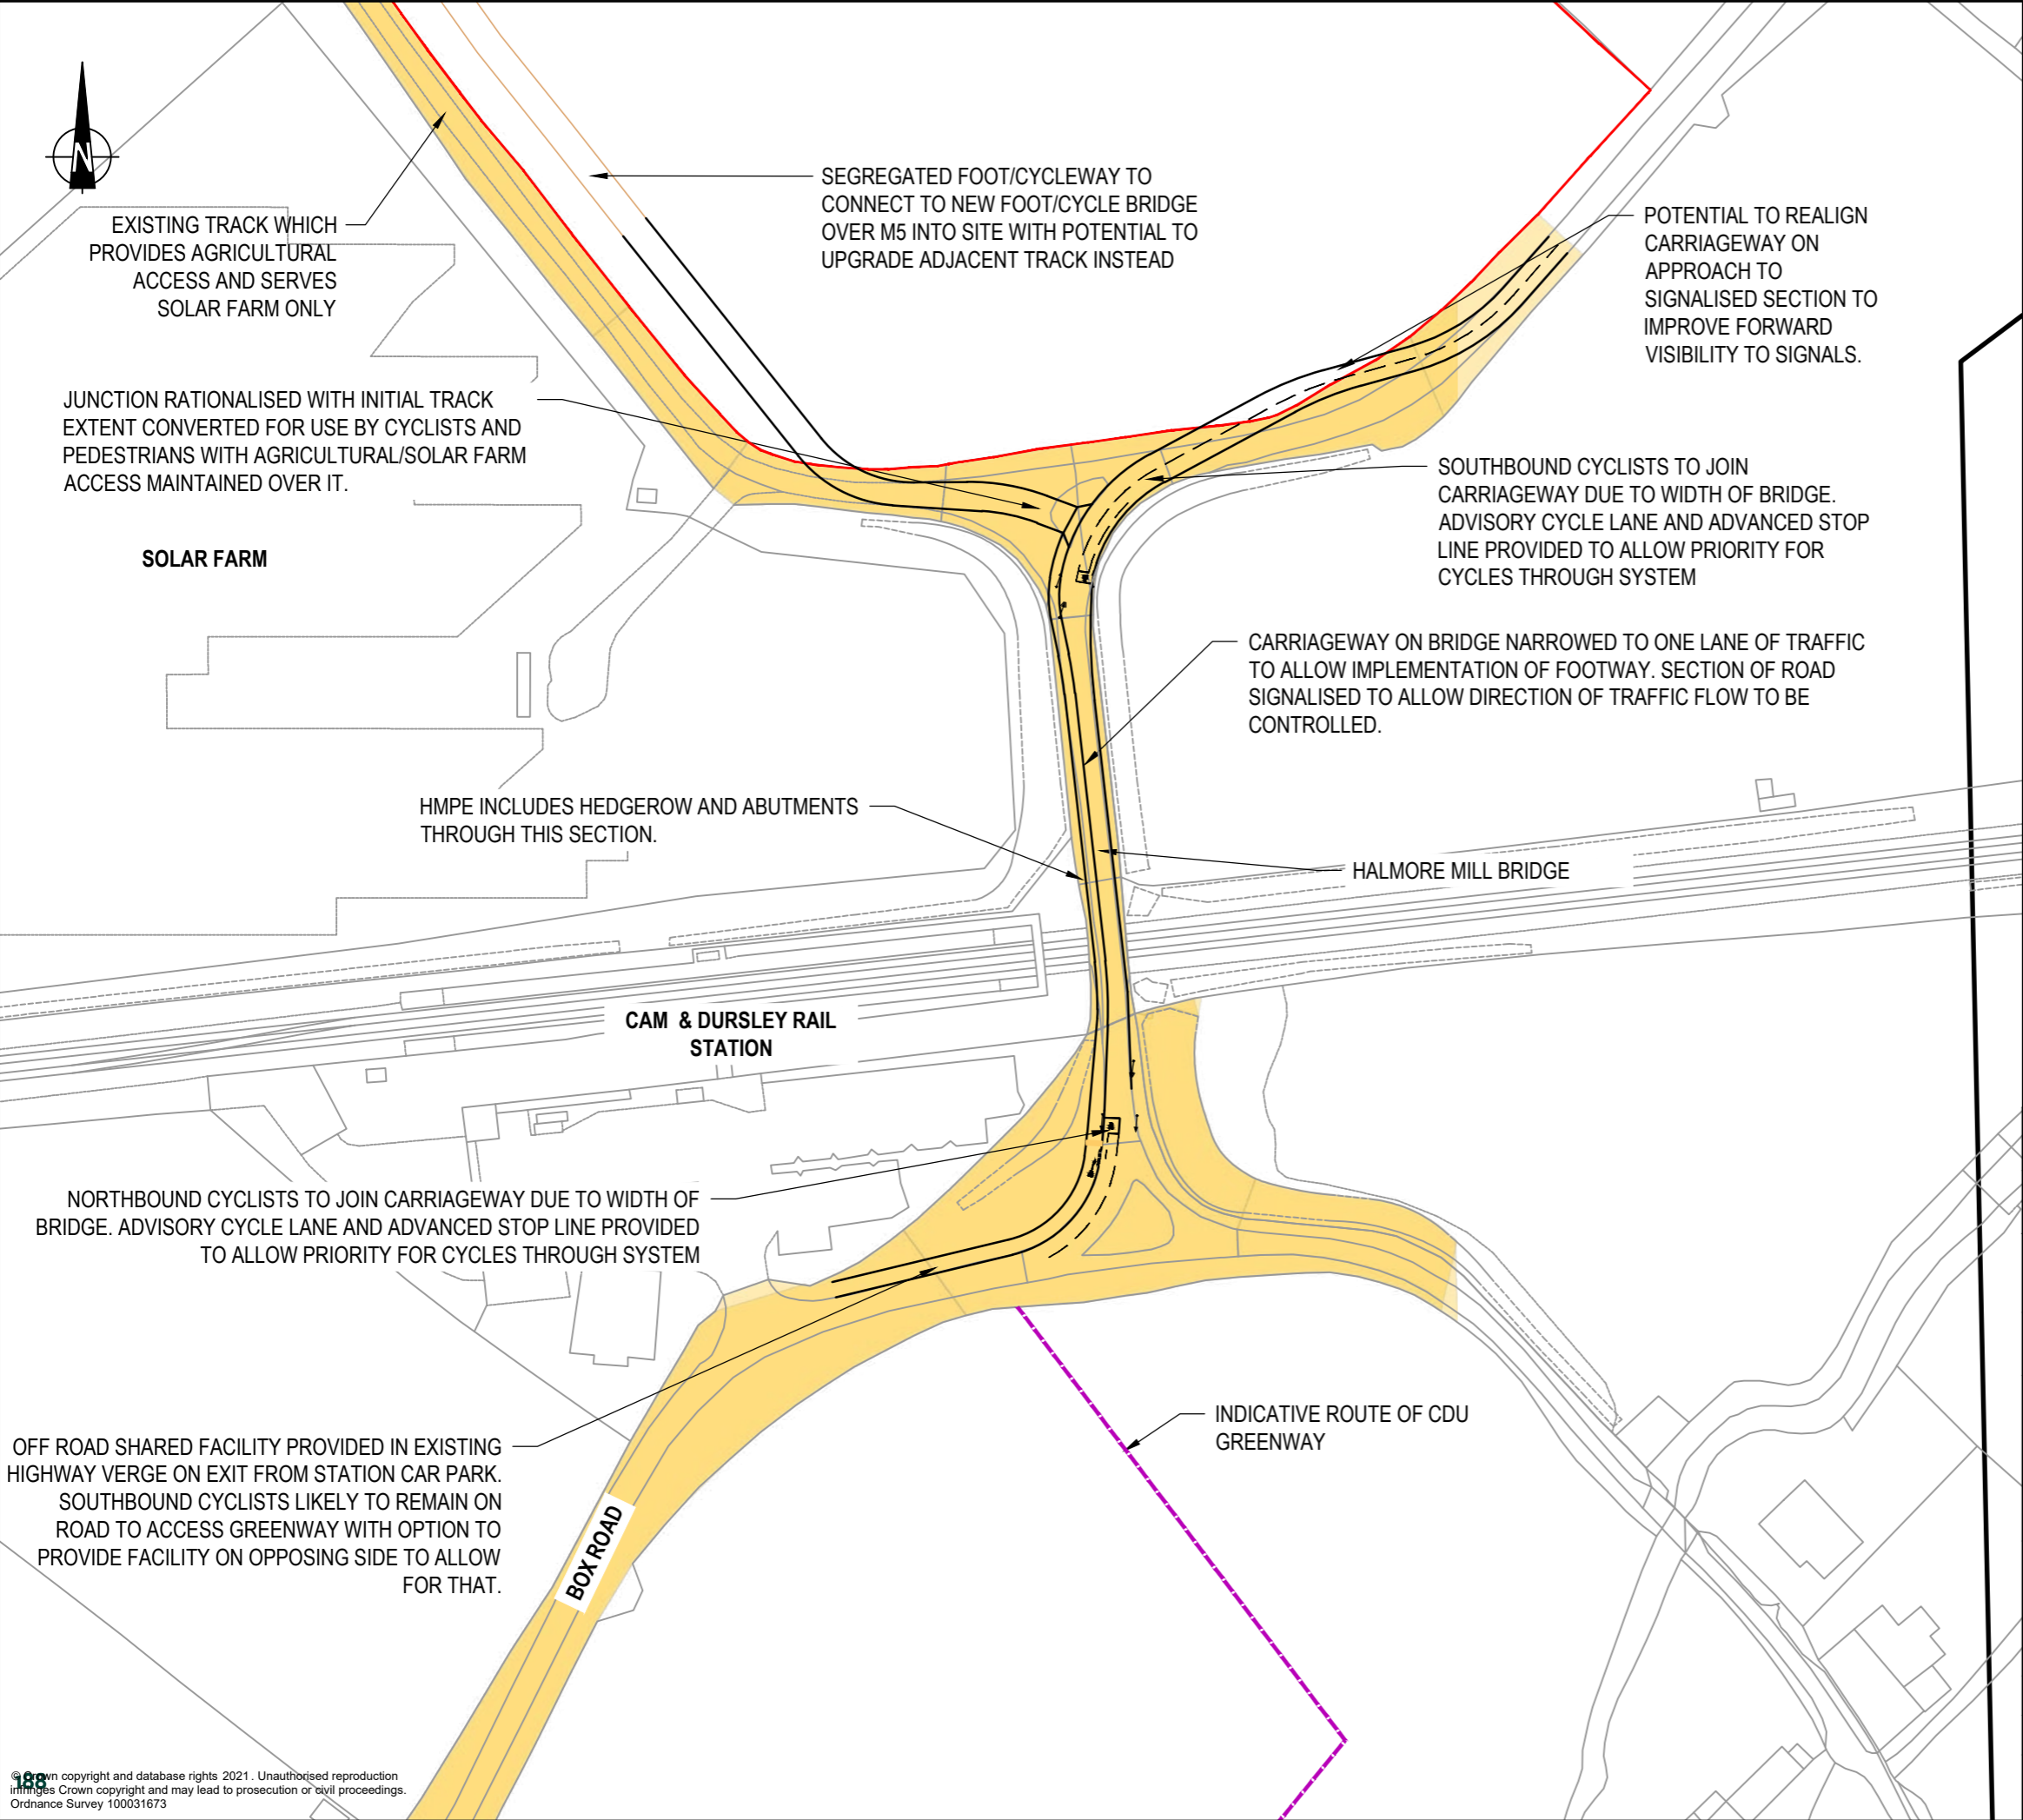 N
SEGREGATED FOOT/CYCLEWAY TO
CONNECT TO NEW FOOT/CYCLE BRIDGE
OVER M5 INTO SITE WITH POTENTIAL TO
UPGRADE ADJACENT TRACK INSTEAD
EXISTING TRACK WHICH
PROVIDES AGRICULTURAL
ACCESS AND SERVES
SOLAR FARM ONLY
POTENTIAL TO REALIGN
CARRIAGEWAY ON
APPROACH TO
SIGNALISED SECTION TO
IMPROVE FORWARD
VISIBILITY TO SIGNALS.
JUNCTION RATIONALISED WITH INITIAL TRACK
EXTENT CONVERTED FOR USE BY CYCLISTS AND
PEDESTRIANS WITH AGRICULTURAL/SOLAR FARM
ACCESS MAINTAINED OVER IT.
SOUTHBOUND CYCLISTS TO JOIN
CARRIAGEWAY DUE TO WIDTH OF BRIDGE.
ADVISORY CYCLE LANE AND ADVANCED STOP
LINE PROVIDED TO ALLOW PRIORITY FOR
CYCLES THROUGH SYSTEM
SOLAR FARM
CARRIAGEWAY ON BRIDGE NARROWED TO ONE LANE OF TRAFFIC
TO ALLOW IMPLEMENTATION OF FOOTWAY. SECTION OF ROAD
SIGNALISED TO ALLOW DIRECTION OF TRAFFIC FLOW TO BE
CONTROLLED.
HMPE INCLUDES HEDGEROW AND ABUTMENTS
THROUGH THIS SECTION.
HALMORE MILL BRIDGE
CAM & DURSLEY RAIL
STATION
NORTHBOUND CYCLISTS TO JOIN CARRIAGEWAY DUE TO WIDTH OF
BRIDGE. ADVISORY CYCLE LANE AND ADVANCED STOP LINE PROVIDED
TO ALLOW PRIORITY FOR CYCLES THROUGH SYSTEM
INDICATIVE ROUTE OF CDU
GREENWAY
OFF ROAD SHARED FACILITY PROVIDED IN EXISTING
HIGHWAY VERGE ON EXIT FROM STATION CAR PARK.
SOUTHBOUND CYCLISTS LIKELY TO REMAIN ON
ROAD TO ACCESS GREENWAY WITH OPTION TO
PROVIDE FACILITY ON OPPOSING SIDE TO ALLOW
FOR THAT.
BOX ROAD
© Crown copyright and database rights 2021. Unauthorised reproduction
infringes Crown copyright and may lead to prosecution or civil proceedings.
Ordnance Survey 100031673
188